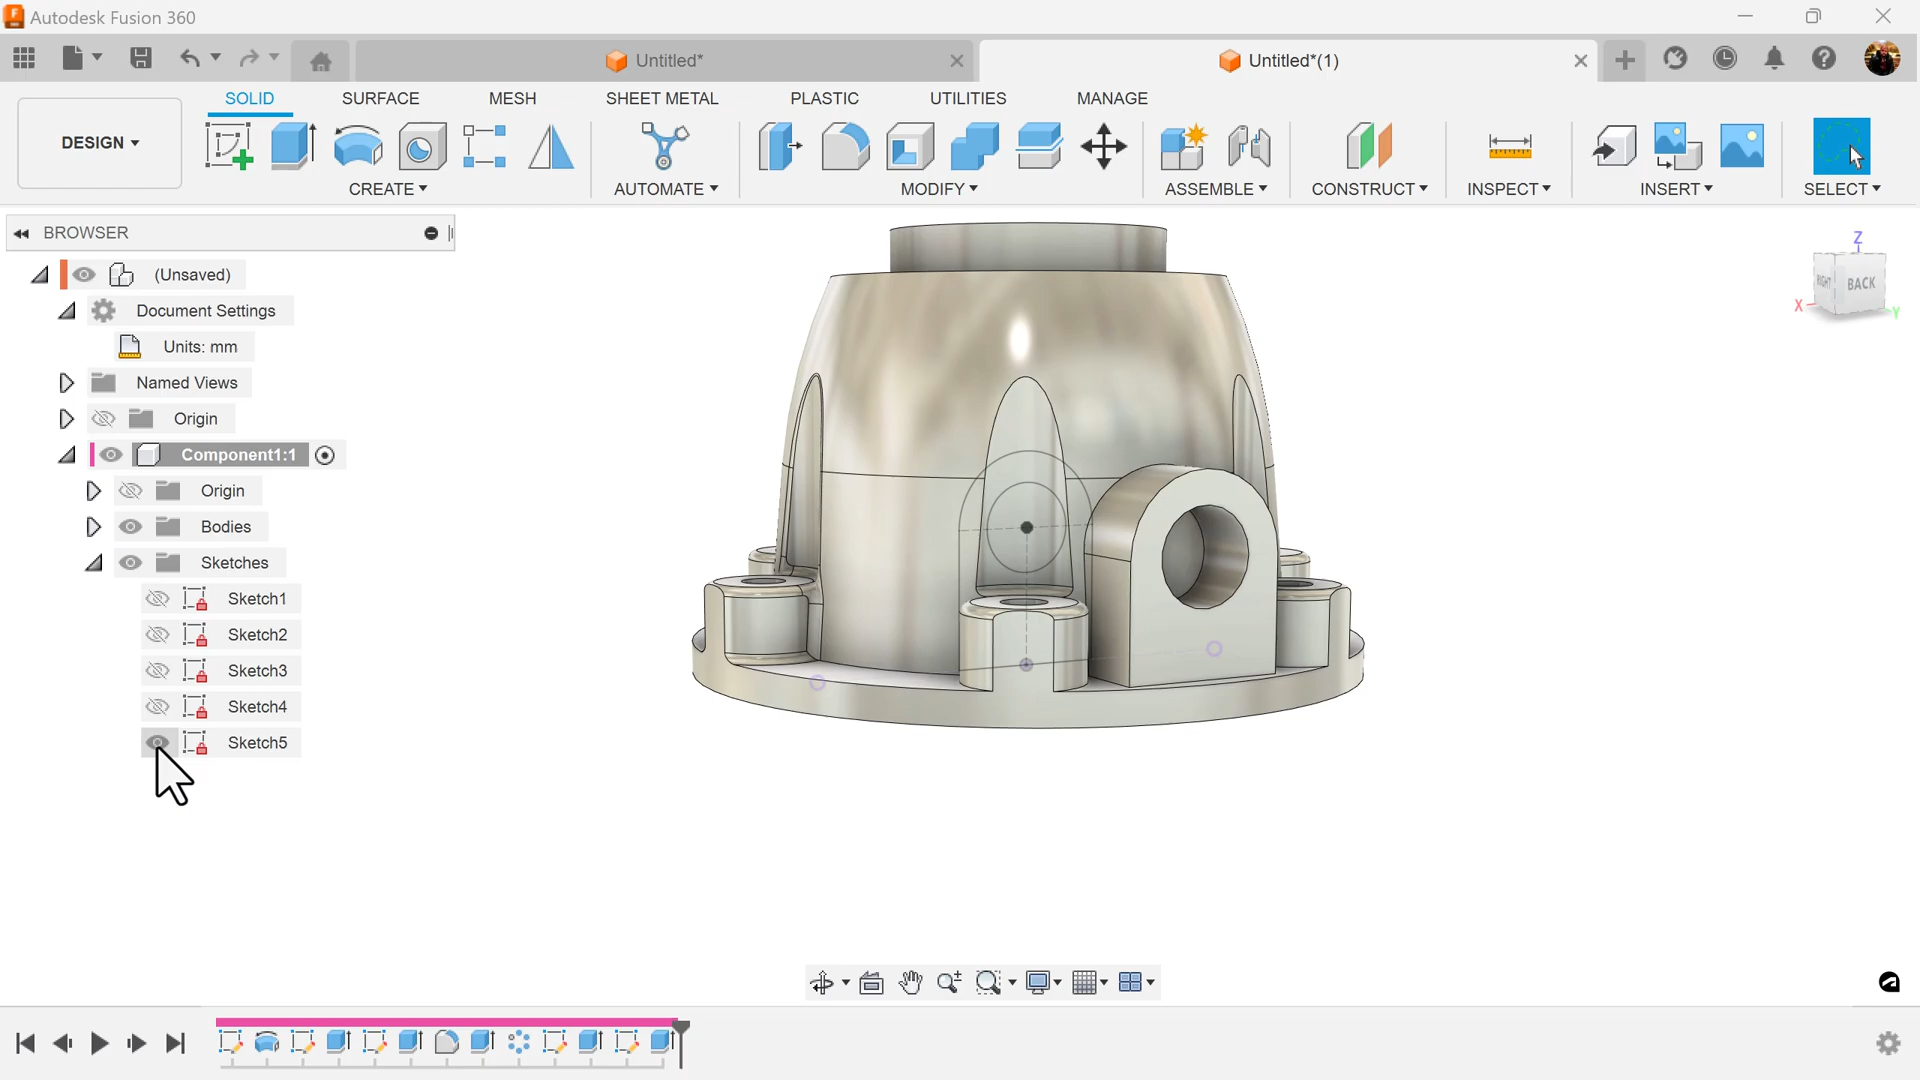 Autodesk Fusion 360
Untitled*
Untitled*(1)
DESIGN
SOLID
SURFACE
MESH
SHEET METAL
PLASTIC
UTILITIES
MANAGE
CREATE
AUTOMATE
MODIFY
ASSEMBLE
CONSTRUCT
INSPECT
INSERT
SELECT
BROWSER
(Unsaved)
Document Settings
Units: mm
Named Views
Origin
Component1:1
Origin
Bodies
Sketches
Sketch1
Sketch2
Sketch3
Sketch4
Sketch5
Z
RIGHT
BACK
X
Y